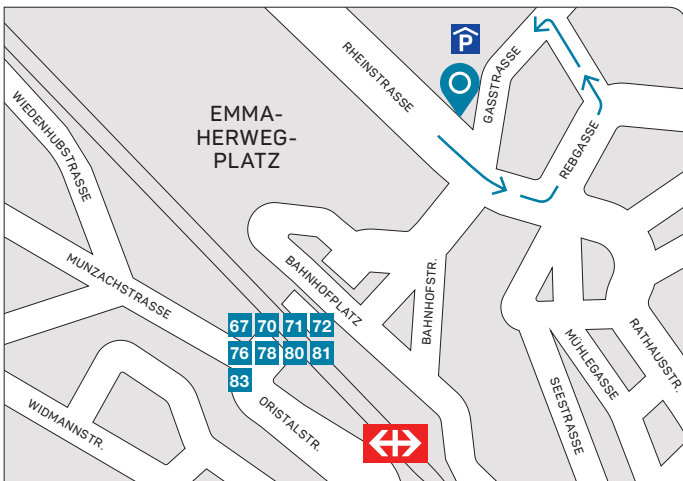 P
RHEINSTRASSE
GASSTRASSE
REBGASSE
WIEDENHUBSTRASSE
EMMA-
HERWEG-
PLATZ
MUNZACHSTRASSE
BAHNHOFPLATZ
BAHNHOFSTR.
67 70 71 72
76 78 80 81
83
MÜHLEGASSE
RATHAUSSTR.
SEESTRASSE
WIDMANNSTR.
ORISTALSTR.